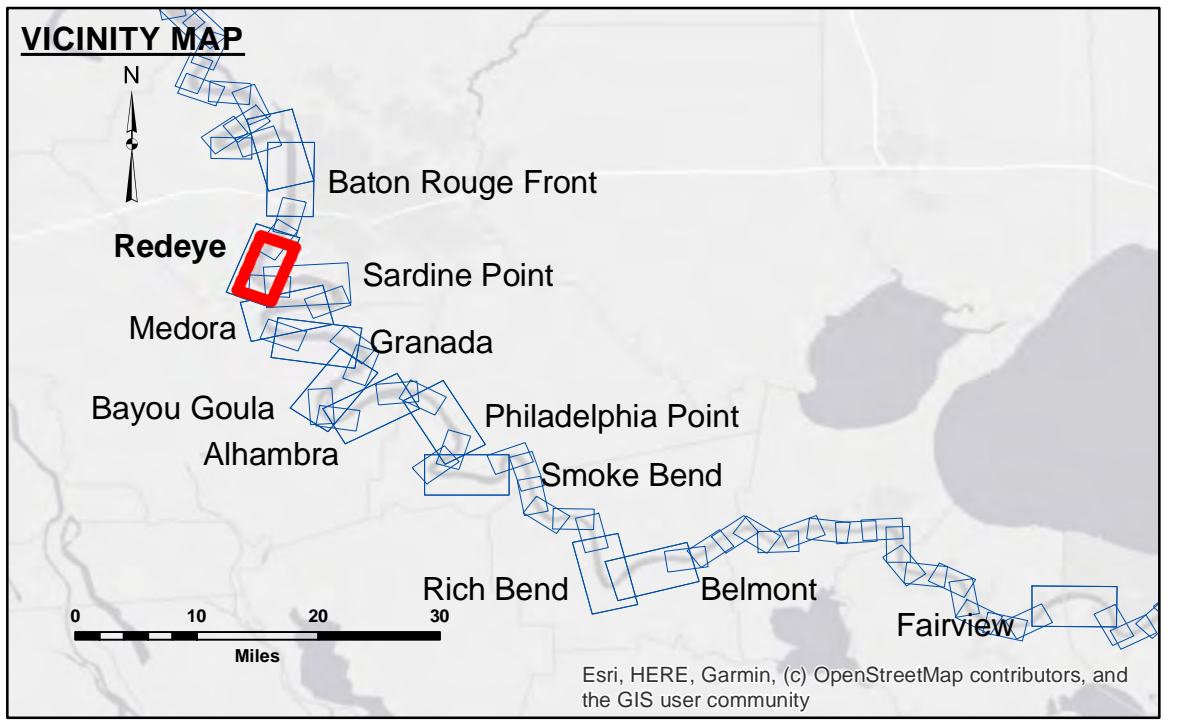 VICINITY MAP
N
Baton Rouge Front
Redeye
Sardine Point
Medora
Granada
Bayou Goula
Philadelphia Point
Alhambra
Smoke Bend
Rich Bend
Belmont
Fairview
0 10 20 30
Miles
Esri, HERE, Garmin, (c) OpenStreetMap contributors, and
the GIS user community